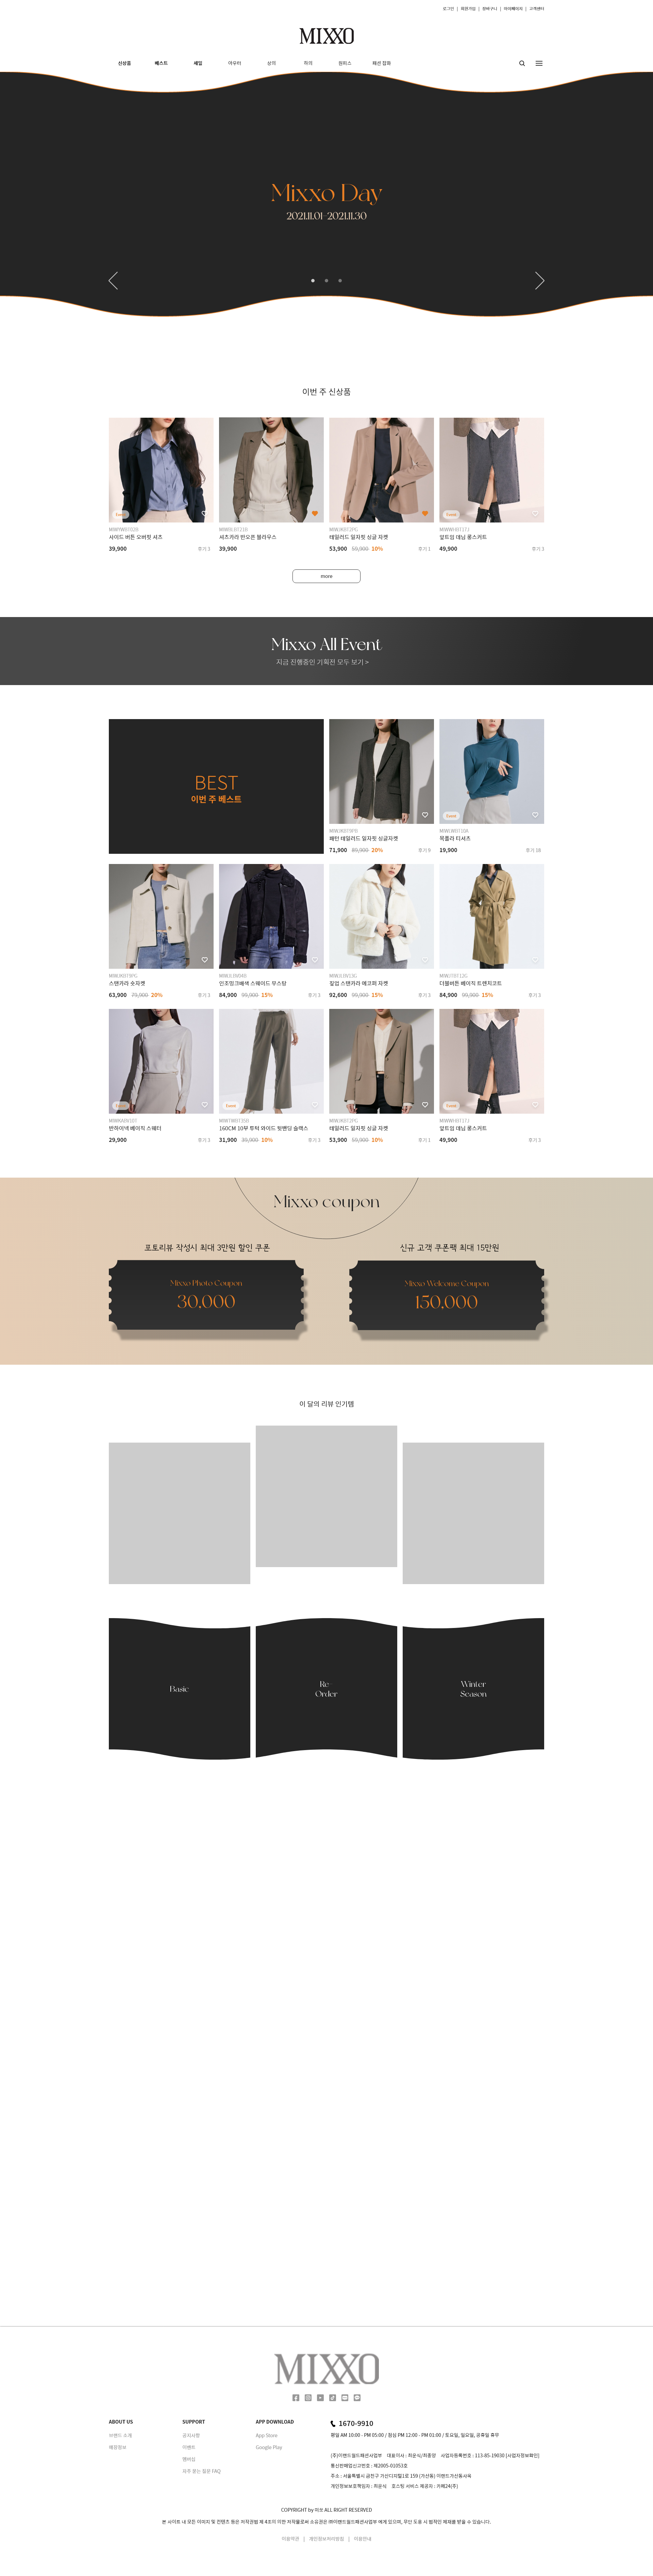 로그인 | 회원가입 | 장바구니 | 마이페이지 | 고객센터
MIXXO
신상품 베스트 세일 아우터 상의 하의 원피스 패션 잡화
Mixxo Day
2021.11.01-2021.11.30
이번 주 신상품
사이드 버튼 오버핏 셔츠
39,900 후기 3
셔츠카라 반오픈 블라우스
39,900
테일러드 일자핏 싱글 자켓
53,900 59,900 10% 후기 1
Event
앞트임 데님 롱스커트
49,900 후기 3
more
Mixxo All Event
지금 진행중인 기획전 모두 보기 >
BEST
이번 주 베스트
패턴 테일러드 일자핏 싱글자켓
71,900 89,900 20% 후기 9
Event
목폴라 티셔츠
19,900 후기 18
스탠카라 숏자켓
63,900 79,900 20% 후기 3
인조밍크배색 스웨이드 무스탕
84,900 99,900 15% 후기 3
집업 스탠카라 에코퍼 자켓
92,600 99,900 15% 후기 3
더블버튼 베이직 트렌치코트
84,900 99,900 15% 후기 3
반하이넥 베이직 스웨터
29,900 후기 3
Event
160CM 10부 투턱 와이드 뒷밴딩 슬랙스
31,900 39,900 10% 후기 3
테일러드 일자핏 싱글 자켓
53,900 59,900 10% 후기 1
Event
앞트임 데님 롱스커트
49,900 후기 3
Mixxo coupon
포토리뷰 작성시 최대 3만원 할인 쿠폰
Mixxo Photo Coupon
30,000
신규 고객 쿠폰팩 최대 15만원
Mixxo Welcome Coupon
150,000
이 달의 리뷰 인기템
Basic
Re-
Order
Winter
Season
MIXXO
ABOUT US
브랜드 소개
매장정보
SUPPORT
공지사항
이벤트
멤버십
자주 묻는 질문 FAQ
APP DOWNLOAD
App Store
Google Play
1670-9910
평일 AM 10:00 - PM 05:00 / 점심 PM 12:00 - PM 01:00 / 토요일, 일요일, 공휴일 휴무
(주)이랜드월드패션사업부 대표이사 : 최운식/최종양 사업자등록번호 : 113-85-19030 [사업자정보확인]
통신판매업신고번호 : 제2005-01053호
주소 : 서울특별시 금천구 가산디지털1로 159 (가산동) 이랜드가산동사옥
개인정보보호책임자 : 최운식 호스팅 서비스 제공자 : 카페24(주)
COPYRIGHT by 미쏘 ALL RIGHT RESERVED
본 사이트 내 모든 이미지 및 컨텐츠 등은 저작권법 제 4조의 의한 저작물로써 소유권은 ㈜이랜드월드패션사업부 에게 있으며, 무단 도용 시 법적인 제재를 받을 수 있습니다.
이용약관 | 개인정보처리방침 | 이용안내